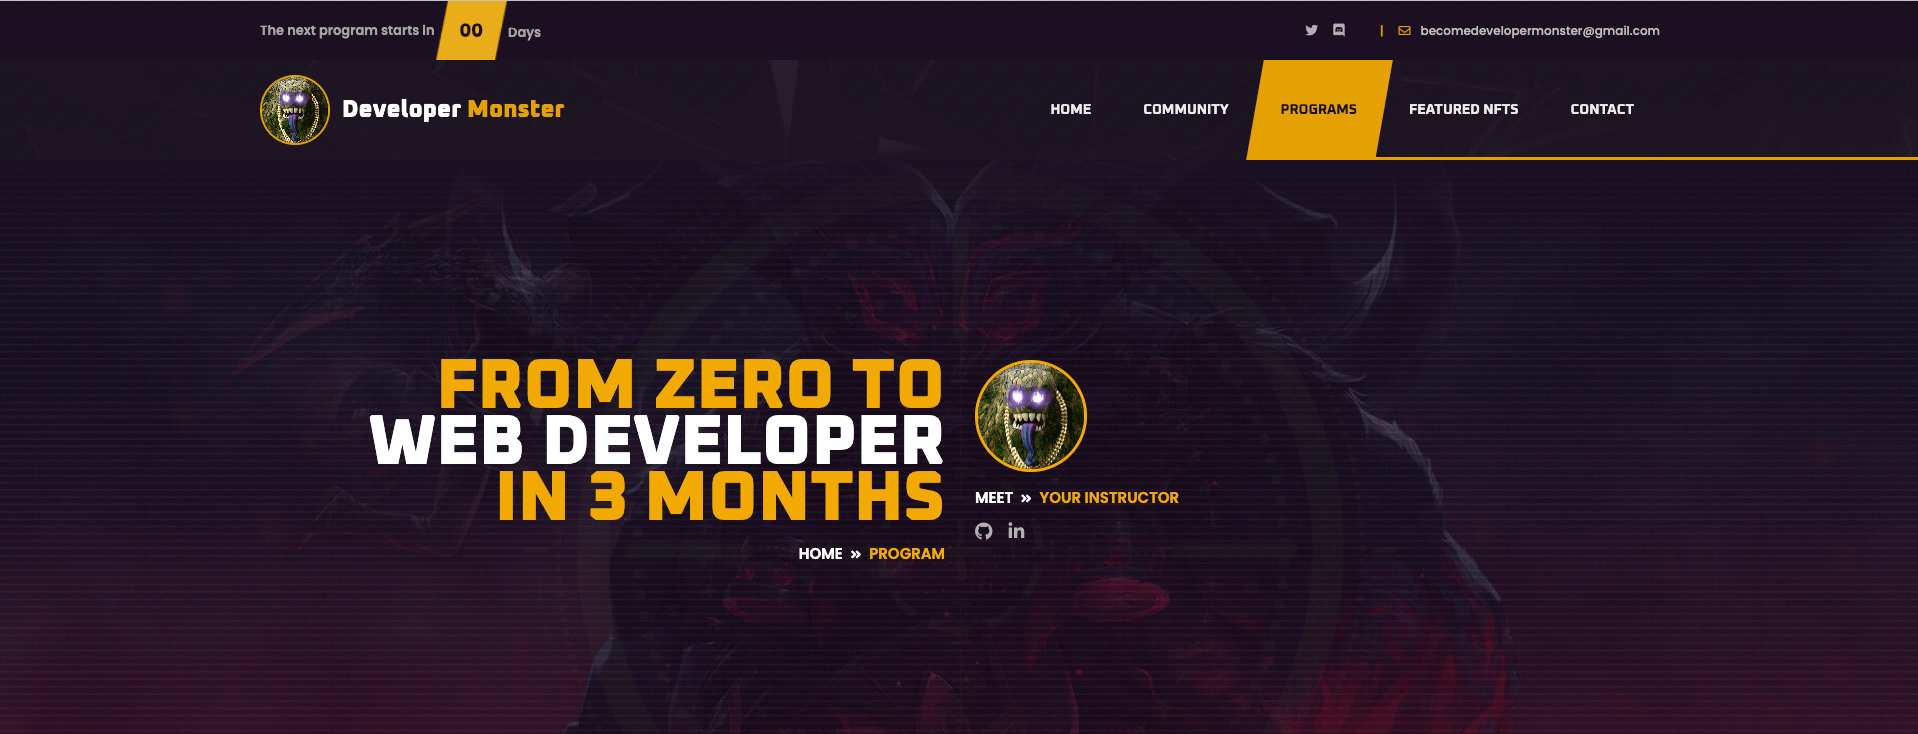 The next program starts in 00 Days
becomedevelopermonster@gmail.com
Developer Monster
HOME COMMUNITY PROGRAMS FEATURED NFTS CONTACT
FROM ZERO TO
WEB DEVELOPER
IN 3 MONTHS
HOME » PROGRAM
MEET » YOUR INSTRUCTOR